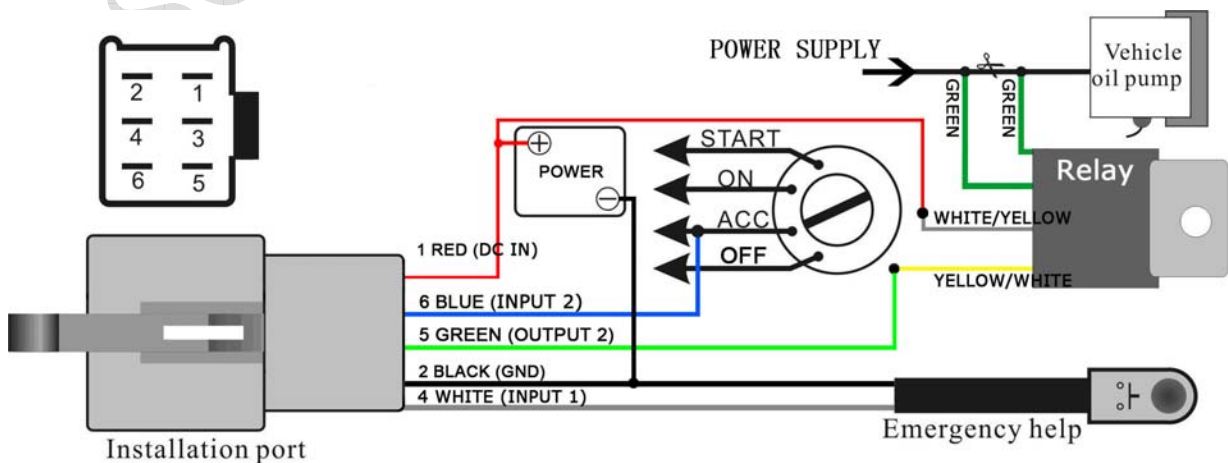 POWER SUPPLY
Vehicle
oil pump
GREEN
GREEN
2 1
4 3
6 5
START
ON
ACC
OFF
POWER
Relay
WHITE/YELLOW
YELLOW/WHITE
1 RED (DC IN)
6 BLUE (INPUT 2)
5 GREEN (OUTPUT 2)
2 BLACK (GND)
4 WHITE (INPUT 1)
Installation port
Emergency help